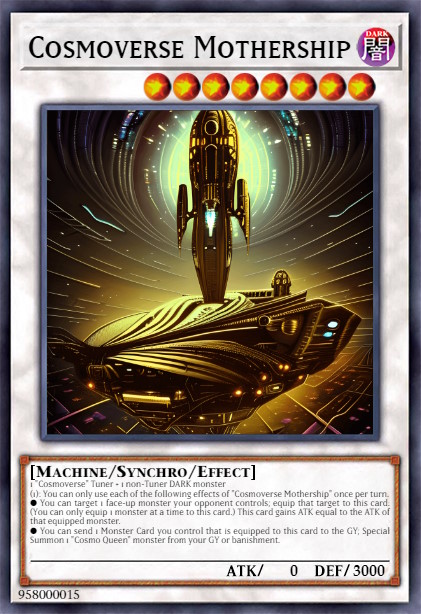 COSMOVERSE MOTHERSHIP
DARK
闇
[MACHINE/SYNCHRO/EFFECT]
1 "Cosmoverse" Tuner + 1 non-Tuner DARK monster
(1): You can only use each of the following effects of "Cosmoverse Mothership" once per turn.
● You can target 1 face-up monster your opponent controls; equip that target to this card. (You can only equip 1 monster at a time to this card.) This card gains ATK equal to the ATK of that equipped monster.
● You can send 1 Monster Card you control that is equipped to this card to the GY; Special Summon 1 "Cosmo Queen" monster from your GY or banishment.
ATK/ 0 DEF/3000
958000015